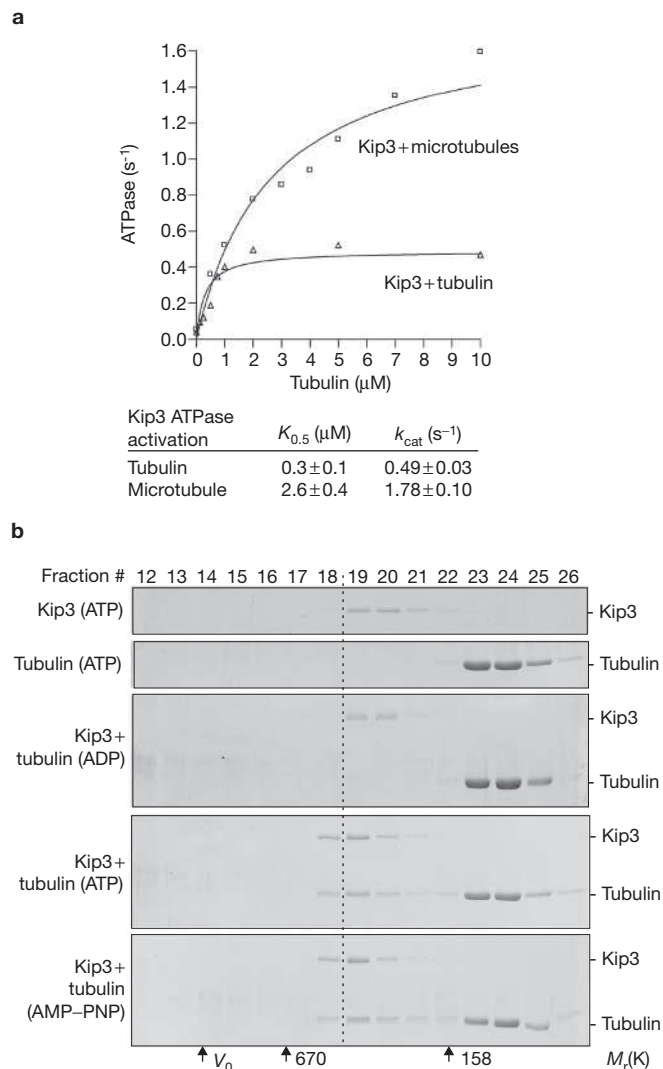 a
1.6
1.4
1.2
1.0
0.8
0.6
0.4
0.2
0.0
ATPase (s⁻¹)
Kip3+microtubules
Kip3+tubulin
0 1 2 3 4 5 6 7 8 9 10
Tubulin (μM)
Kip3 ATPase activation K0.5 (μM) kcat (s⁻¹)
Tubulin 0.3±0.1 0.49±0.03
Microtubule 2.6±0.4 1.78±0.10
b
Fraction # 12 13 14 15 16 17 18 19 20 21 22 23 24 25 26
Kip3 (ATP) Kip3
Tubulin (ATP) Tubulin
Kip3+ tubulin (ADP) Kip3
Tubulin
Kip3+ tubulin (ATP) Kip3
Tubulin
Kip3+ tubulin (AMP–PNP) Kip3
Tubulin
V0 670 158 Mr(K)